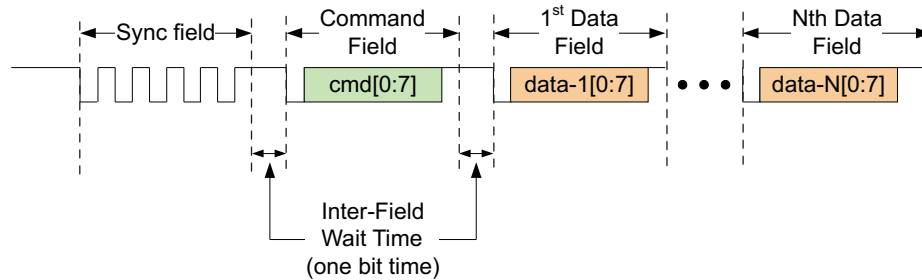 Sync field
Command
Field
1st Data
Field
Nth Data
Field
cmd[0:7]
data-1[0:7]
data-N[0:7]
Inter-Field
Wait Time
(one bit time)